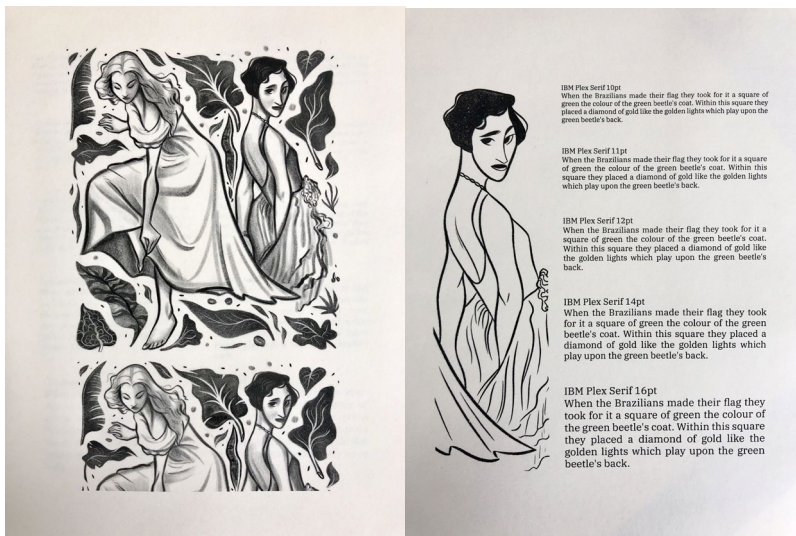 IBM Plex Serif 10pt
When the Brazilians made their flag they took for it a square of
green the colour of the green beetle's coat. Within this square they
placed a diamond of gold like the golden lights which play upon the
green beetle's back.
IBM Plex Serif 11pt
When the Brazilians made their flag they took for it a square
of green the colour of the green beetle's coat. Within this
square they placed a diamond of gold like the golden lights
which play upon the green beetle's back.
IBM Plex Serif 12pt
When the Brazilians made their flag they took for it a
square of green the colour of the green beetle's coat.
Within this square they placed a diamond of gold like
the golden lights which play upon the green beetle's
back.
IBM Plex Serif 14pt
When the Brazilians made their flag they took
for it a square of green the colour of the green
beetle's coat. Within this square they placed a
diamond of gold like the golden lights which
play upon the green beetle's back.
IBM Plex Serif 16pt
When the Brazilians made their flag they
took for it a square of green the colour of
the green beetle's coat. Within this square
they placed a diamond of gold like the
golden lights which play upon the green
beetle's back.